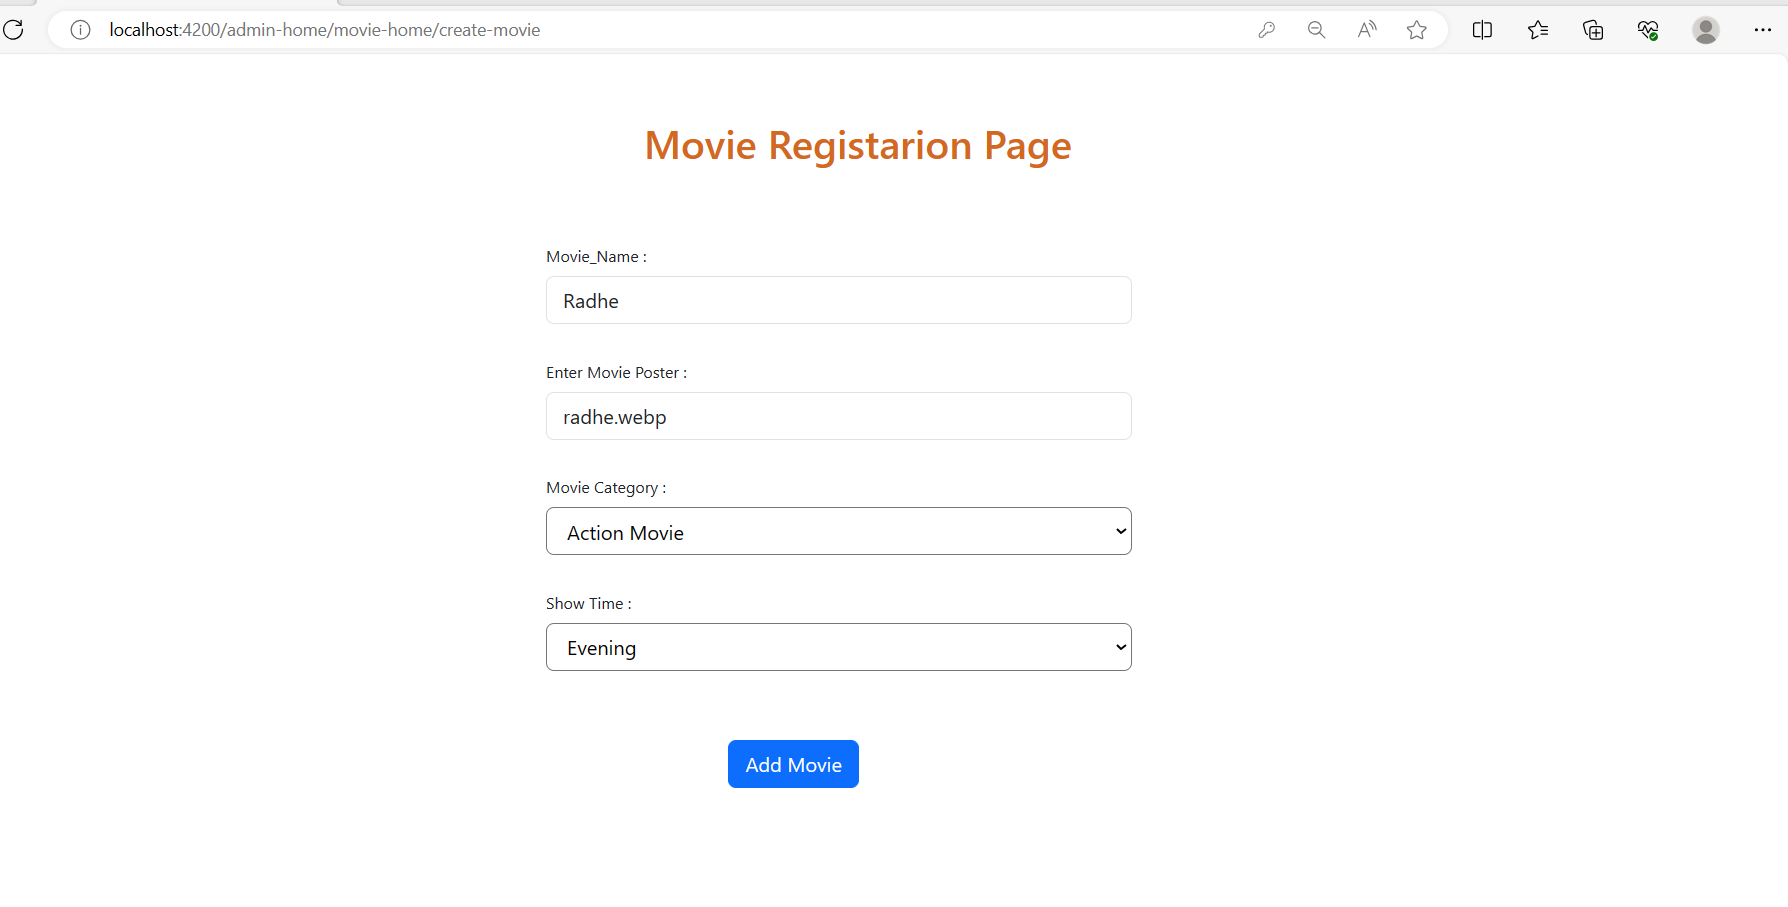 localhost:4200/admin-home/movie-home/create-movie
Movie Registarion Page
Movie_Name :
Radhe
Enter Movie Poster :
radhe.webp
Movie Category :
Action Movie
Show Time :
Evening
Add Movie